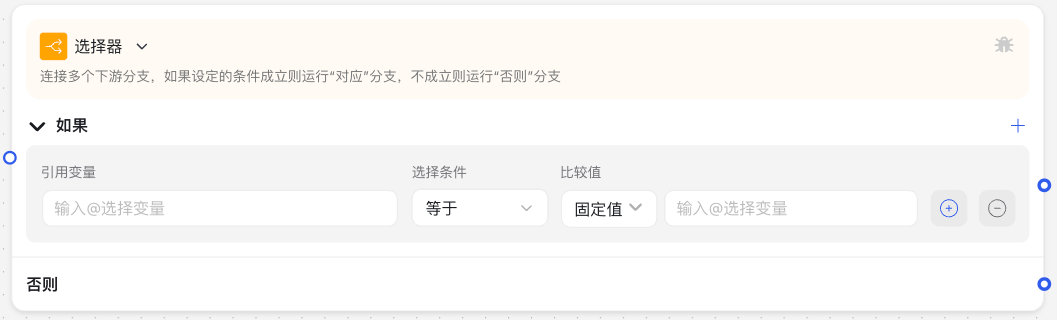 选择器
连接多个下游分支，如果设定的条件成立则运行“对应”分支，不成立则运行“否则”分支
如果
引用变量 选择条件 比较值
输入@选择变量 等于 固定值 输入@选择变量
否则